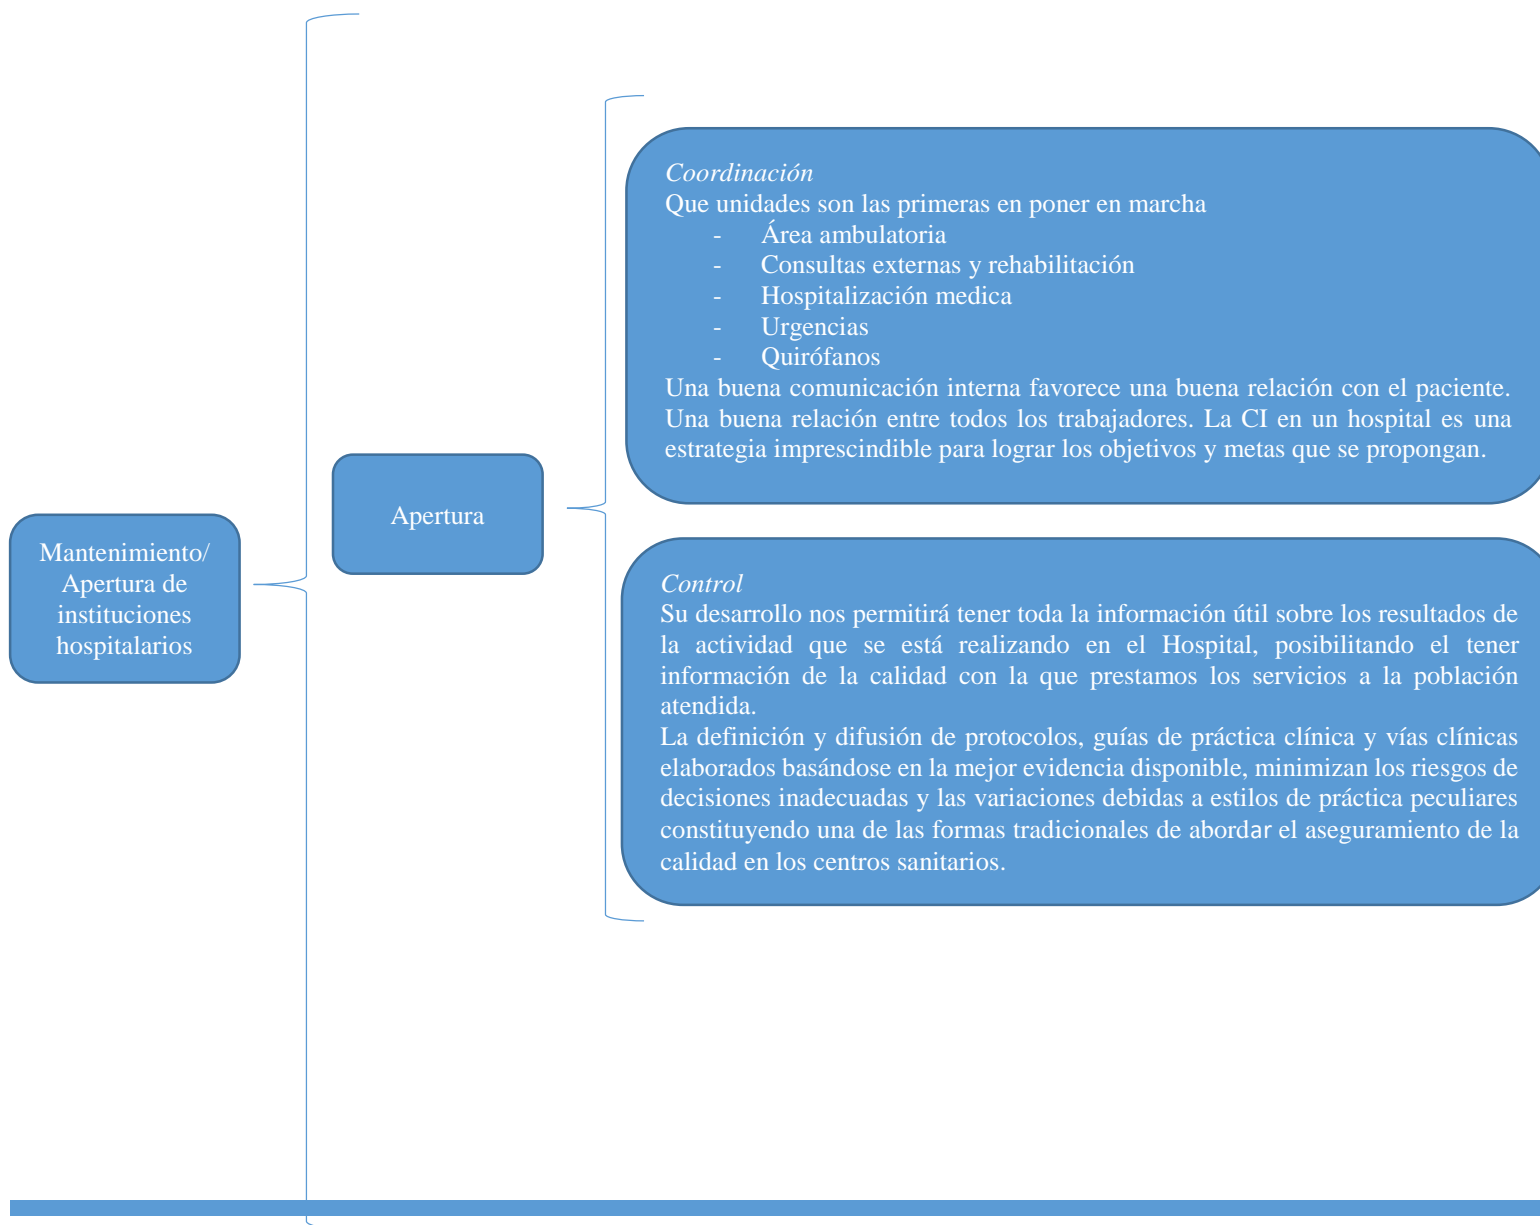 Mantenimiento/
Apertura de
instituciones
hospitalarios
Apertura
Coordinación
Que unidades son las primeras en poner en marcha
- Área ambulatoria
- Consultas externas y rehabilitación
- Hospitalización medica
- Urgencias
- Quirófanos
Una buena comunicación interna favorece una buena relación con el paciente.
Una buena relación entre todos los trabajadores. La CI en un hospital es una
estrategia imprescindible para lograr los objetivos y metas que se propongan.
Control
Su desarrollo nos permitirá tener toda la información útil sobre los resultados de
la actividad que se está realizando en el Hospital, posibilitando el tener
información de la calidad con la que prestamos los servicios a la población
atendida.
La definición y difusión de protocolos, guías de práctica clínica y vías clínicas
elaborados basándose en la mejor evidencia disponible, minimizan los riesgos de
decisiones inadecuadas y las variaciones debidas a estilos de práctica peculiares
constituyendo una de las formas tradicionales de abordar el aseguramiento de la
calidad en los centros sanitarios.